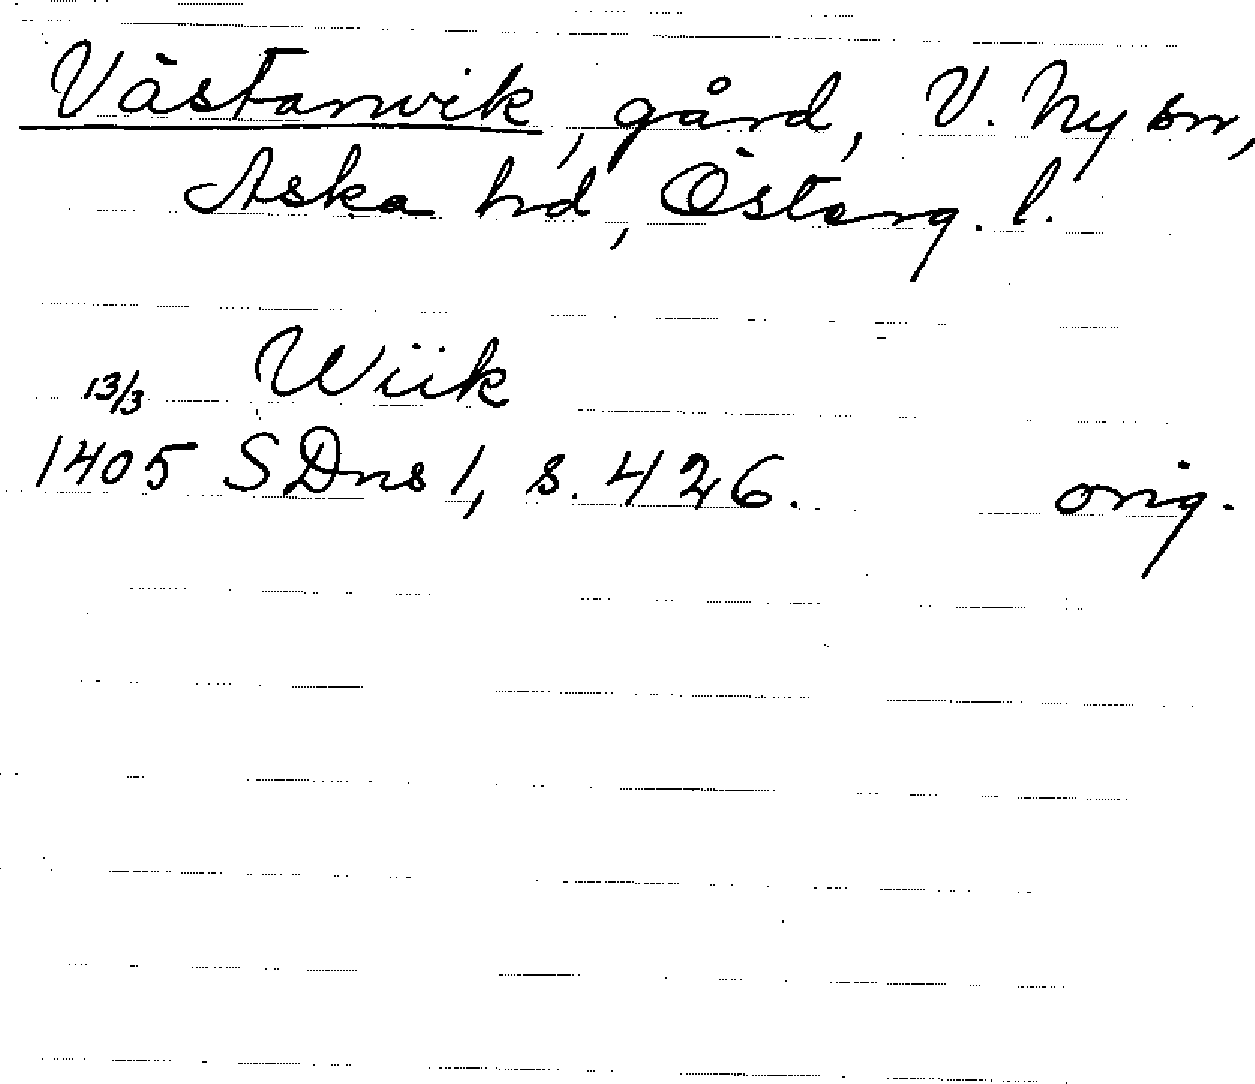 Västanvik, gård, V. Ny sn,
Aska hd, Österg. l.
13/3 Wiik
1405 SDns 1, s. 426. orig.